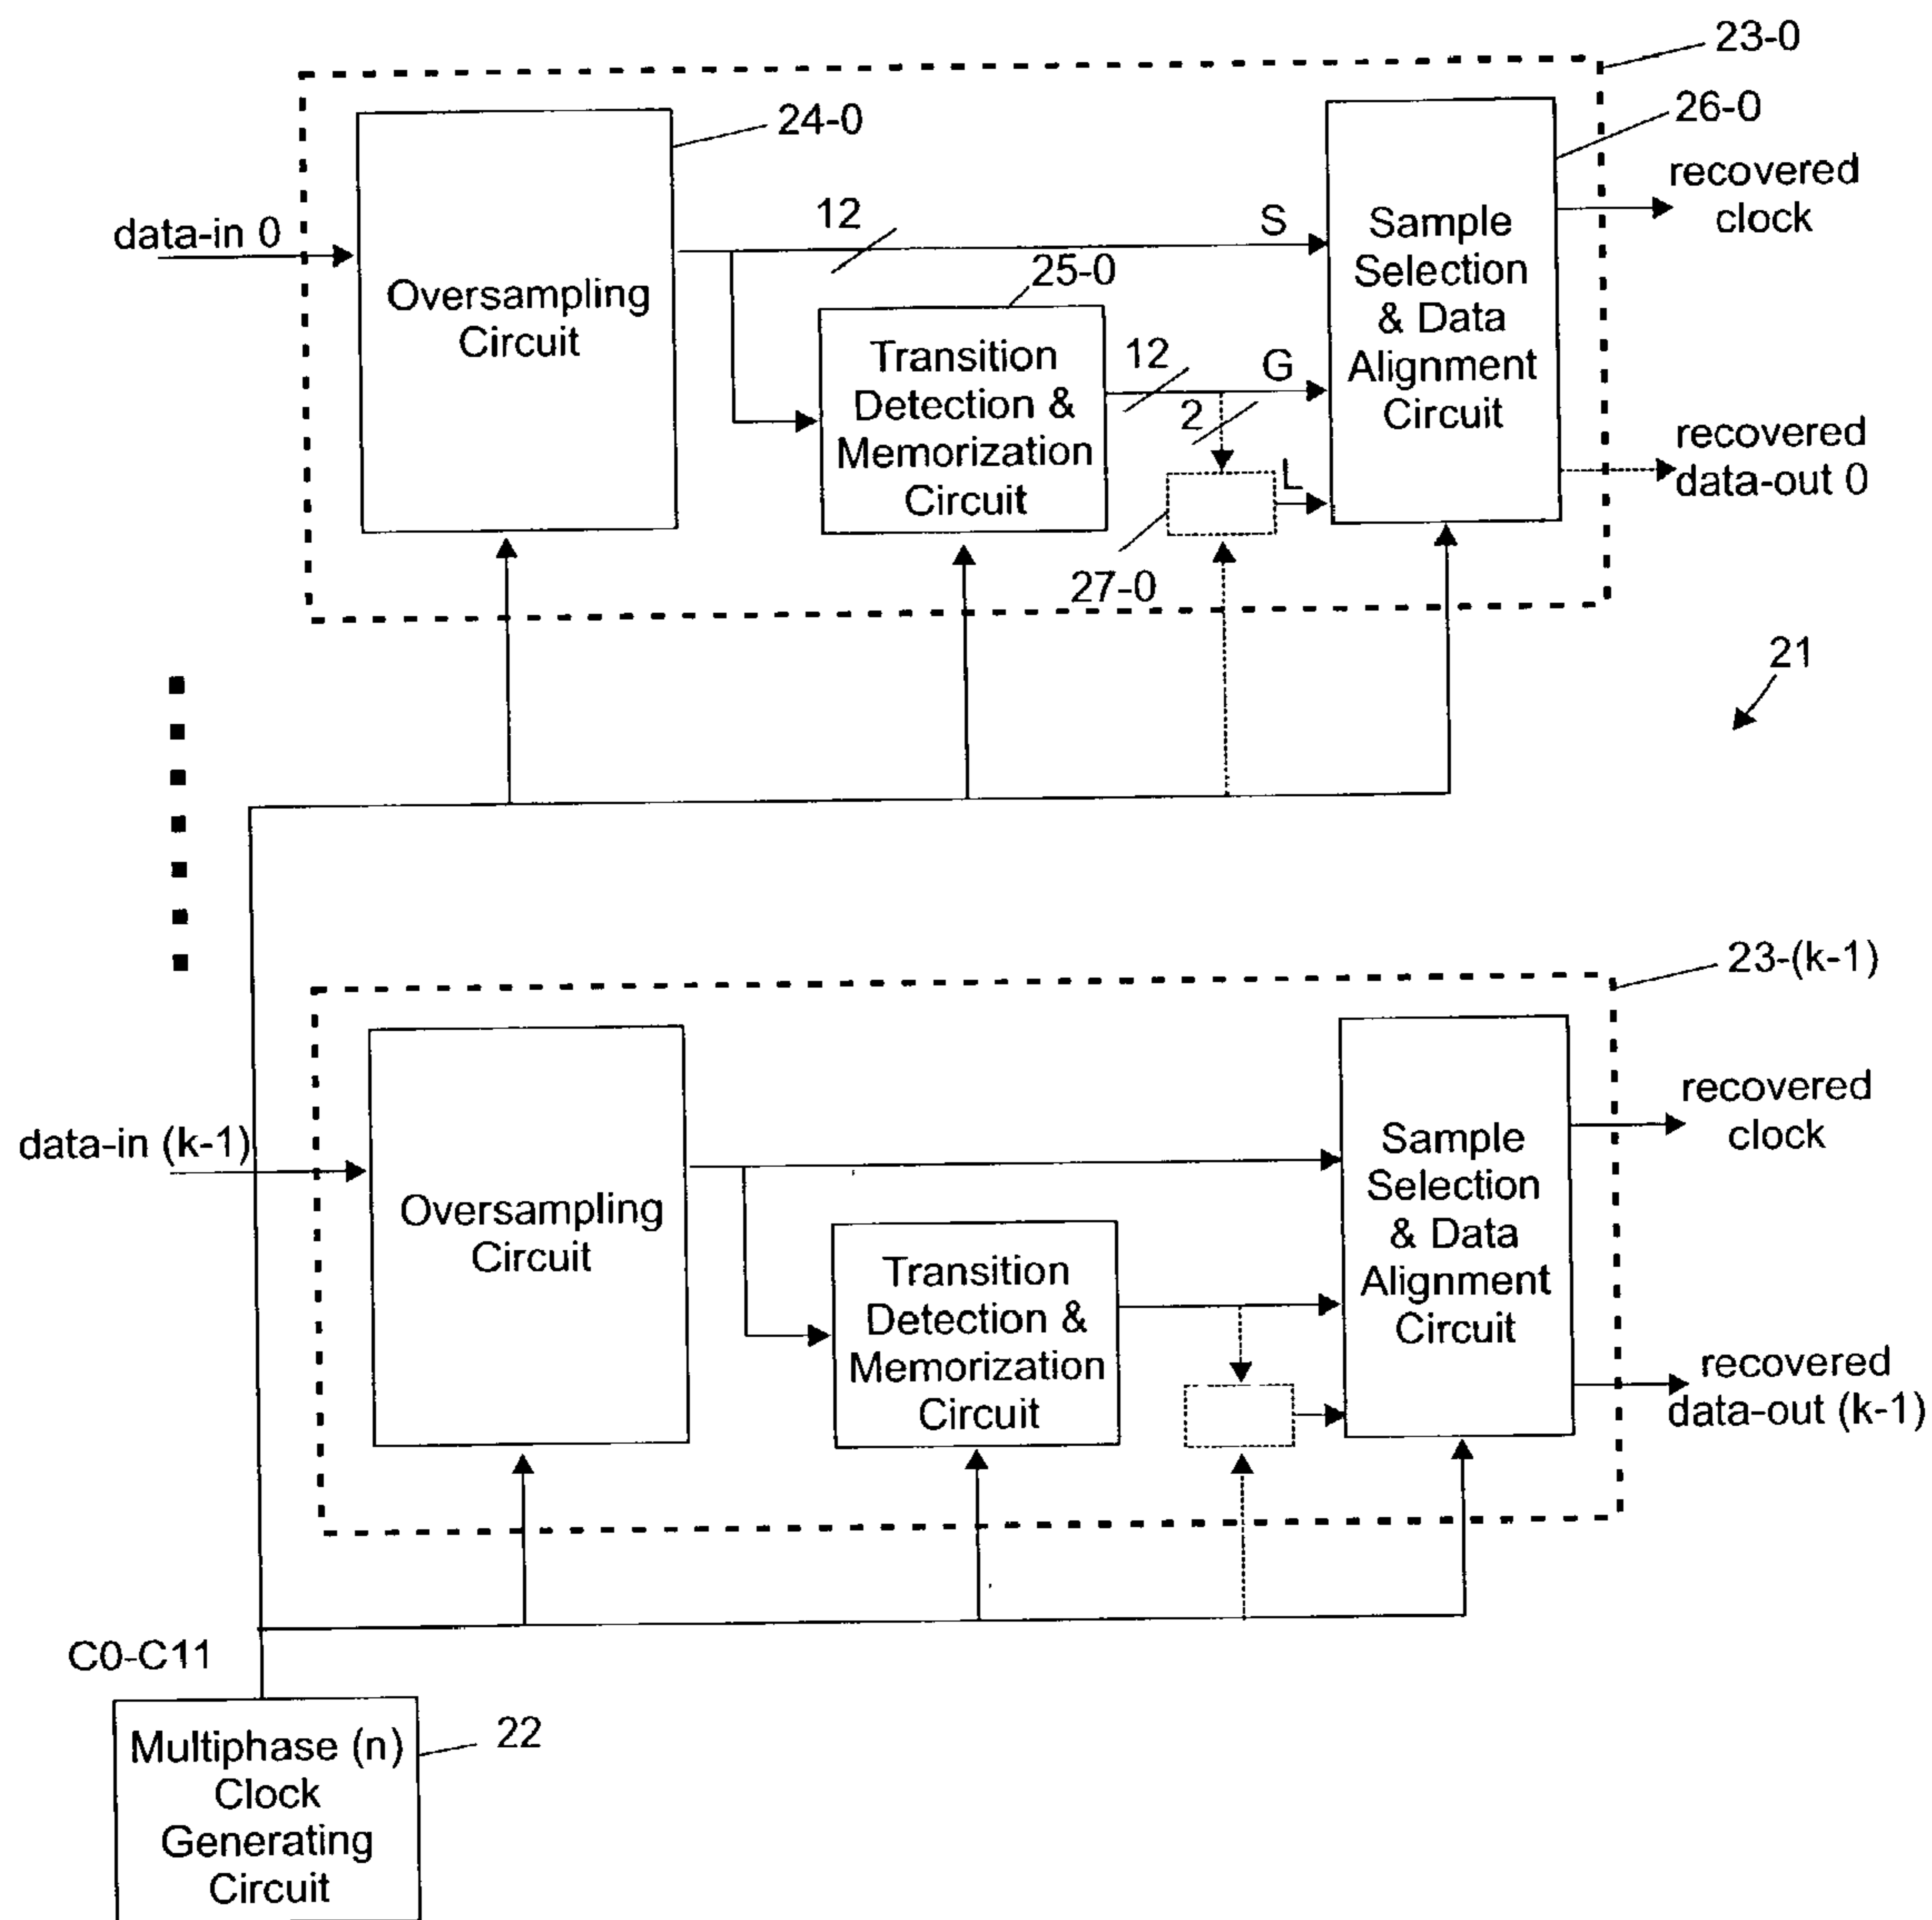 23-0
24-0
26-0
recovered
clock
data-in 0
12
S
Oversampling
Circuit
25-0
Sample
Selection
& Data
Alignment
Circuit
Transition
Detection &
Memorization
Circuit
12
G
2
L
recovered
data-out 0
27-0
21
23-(k-1)
data-in (k-1)
Oversampling
Circuit
recovered
clock
Sample
Selection
& Data
Alignment
Circuit
Transition
Detection &
Memorization
Circuit
recovered
data-out (k-1)
C0-C11
Multiphase (n)
Clock
Generating
Circuit
22